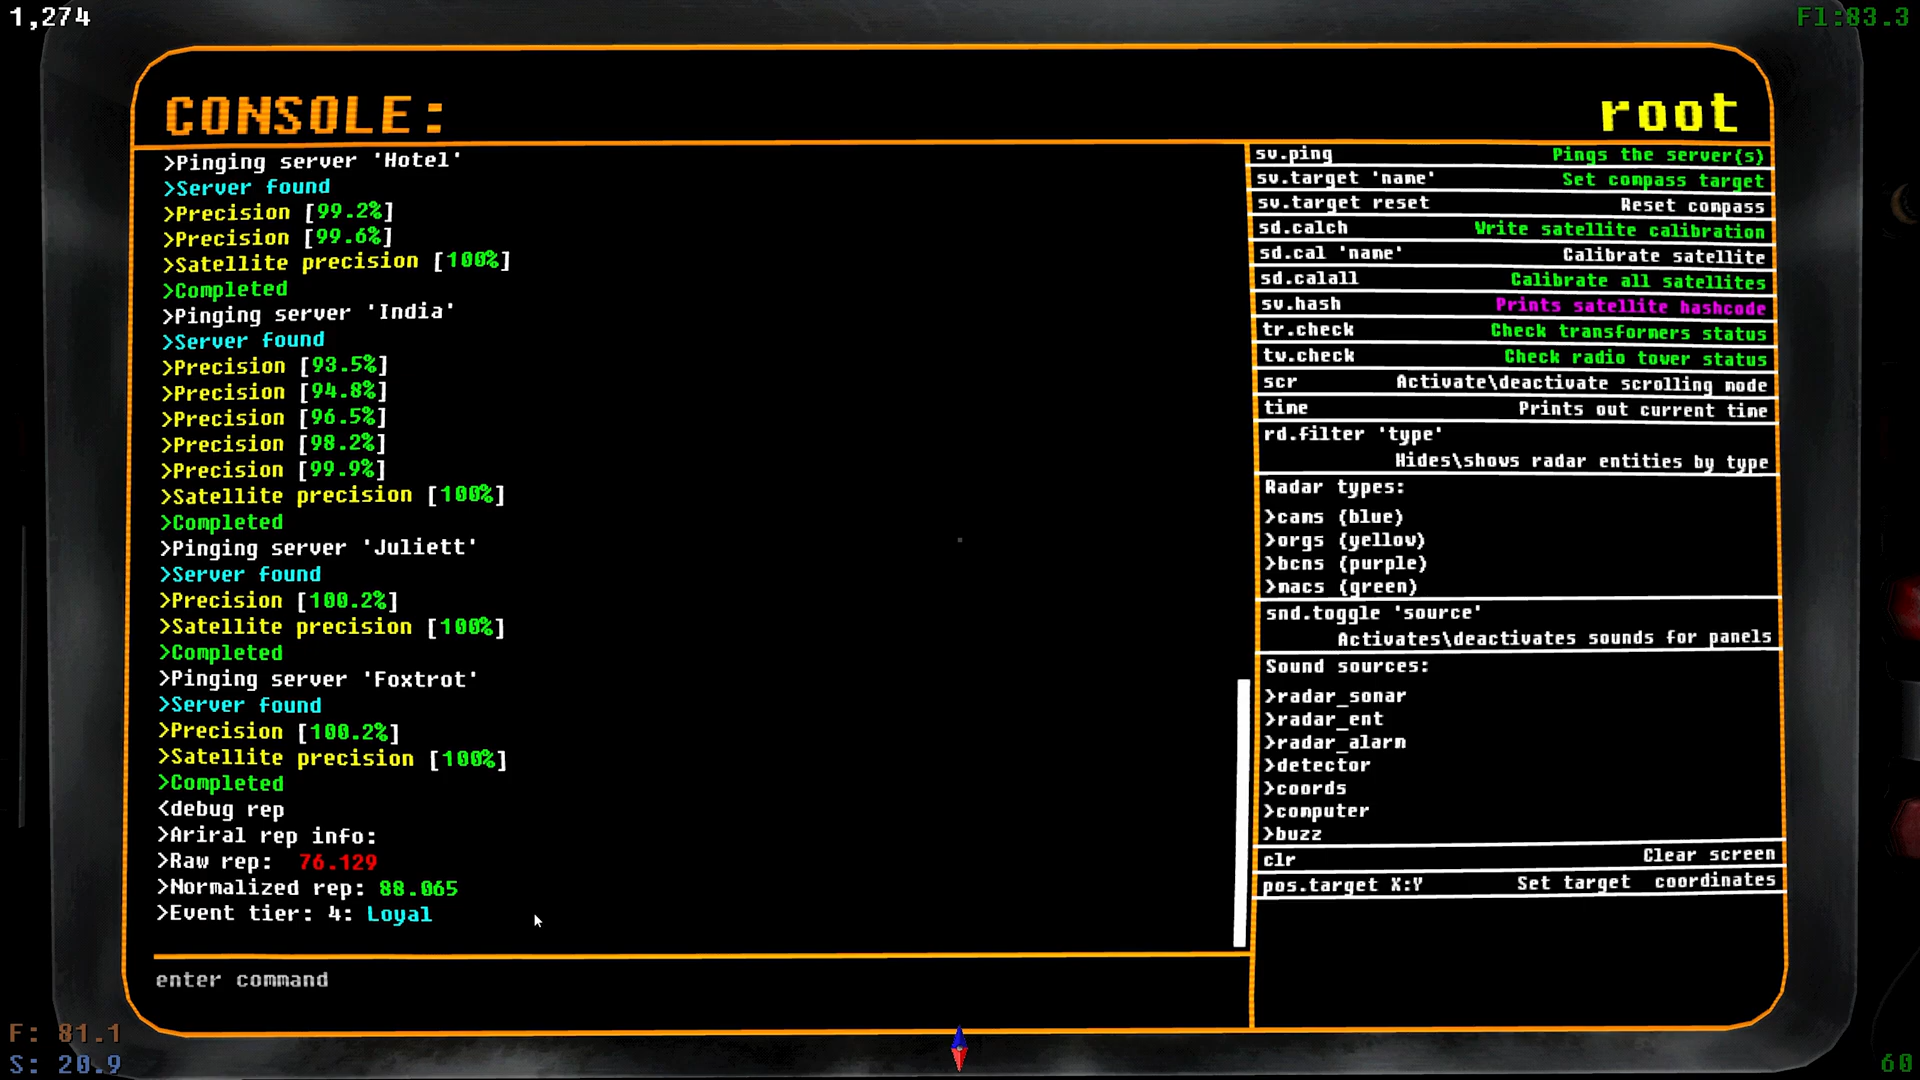 1,274
F1:83.3
CONSOLE:
root
>Pinging server 'Hotel'
>Server found
>Precision [99.2%]
>Precision [99.6%]
>Satellite precision [100%]
>Completed
>Pinging server 'India'
>Server found
>Precision [93.5%]
>Precision [94.8%]
>Precision [96.5%]
>Precision [98.2%]
>Precision [99.9%]
>Satellite precision [100%]
>Completed
>Pinging server 'Juliett'
>Server found
>Precision [100.2%]
>Satellite precision [100%]
>Completed
>Pinging server 'Foxtrot'
>Server found
>Precision [100.2%]
>Satellite precision [100%]
>Completed
<debug rep
>Ariral rep info:
>Raw rep: 76.129
>Normalized rep: 88.065
>Event tier: 4: Loyal
enter command
sv.ping Pings the server(s)
sv.target 'name' Set compass target
sv.target reset Reset compass
sd.calch Write satellite calibration
sd.cal 'name' Calibrate satellite
sd.calall Calibrate all satellites
sv.hash Prints satellite hashcode
tr.check Check transformers status
tw.check Check radio tower status
scr Activate\deactivate scrolling mode
time Prints out current time
rd.filter 'type'
Hides\shows radar entities by type
Radar types:
>cans {blue}
>orgs {yellow}
>bcns {purple}
>macs {green}
snd.toggle 'source'
Activates\deactivates sounds for panels
Sound sources:
>radar_sonar
>radar_ent
>radar_alarm
>detector
>coords
>computer
>buzz
clr Clear screen
pos.target X:Y Set target coordinates
F: 81.1
S: 20.9
60